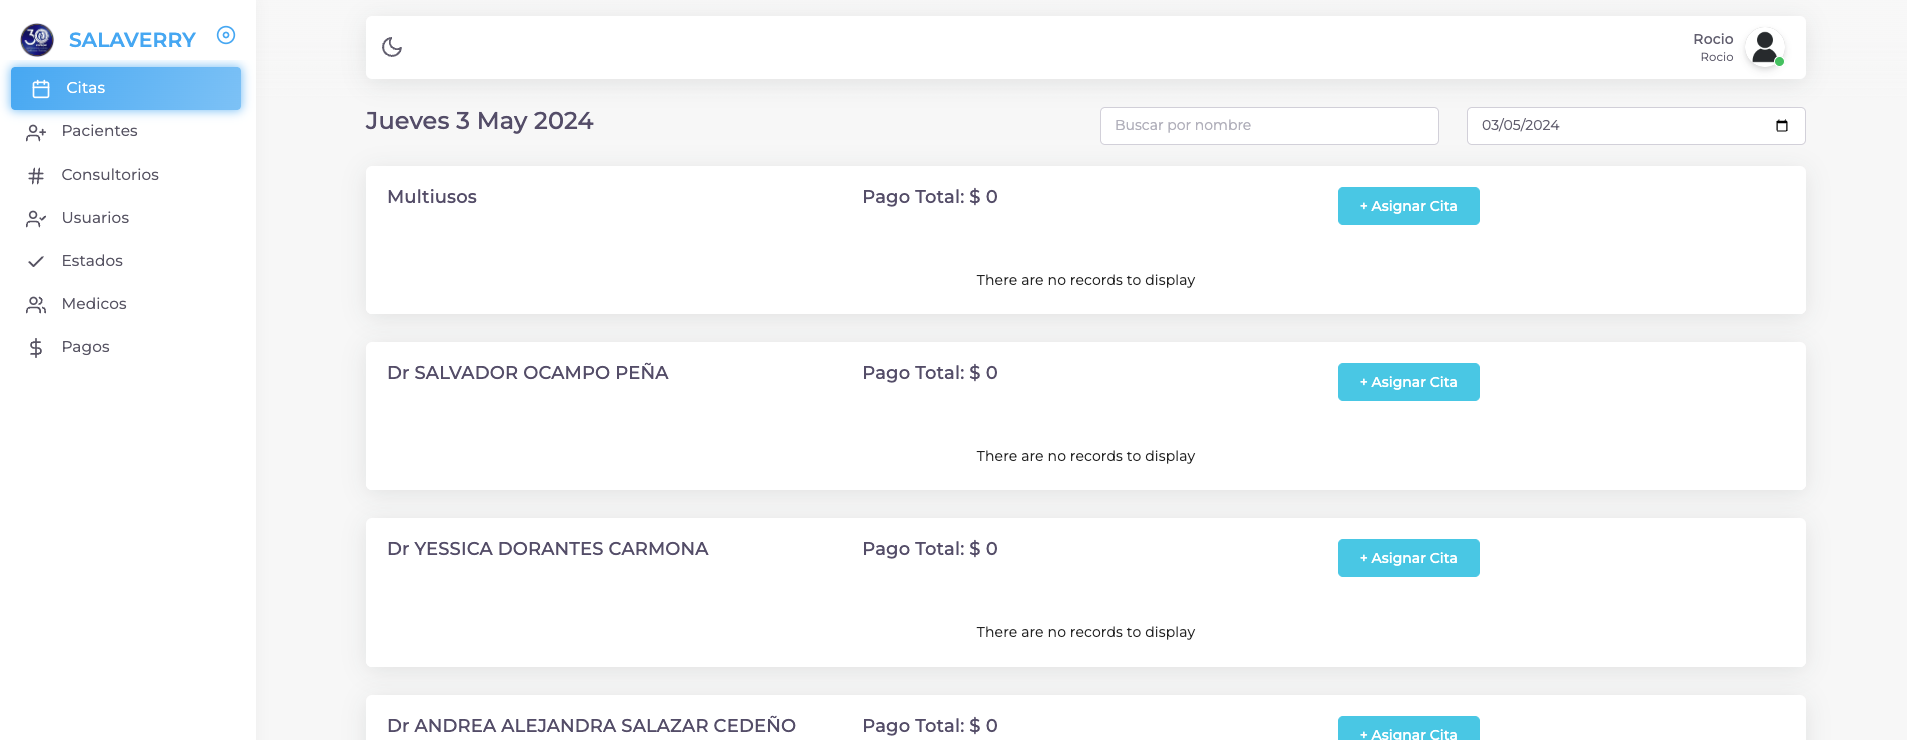 SALAVERRY
Citas
Pacientes
Consultorios
Usuarios
Estados
Medicos
Pagos
Rocio
Rocio
Jueves 3 May 2024
Buscar por nombre
03/05/2024
Multiusos
Pago Total: $ 0
+ Asignar Cita
There are no records to display
Dr SALVADOR OCAMPO PEÑA
Pago Total: $ 0
+ Asignar Cita
There are no records to display
Dr YESSICA DORANTES CARMONA
Pago Total: $ 0
+ Asignar Cita
There are no records to display
Dr ANDREA ALEJANDRA SALAZAR CEDEÑO
Pago Total: $ 0
+ Asignar Cita